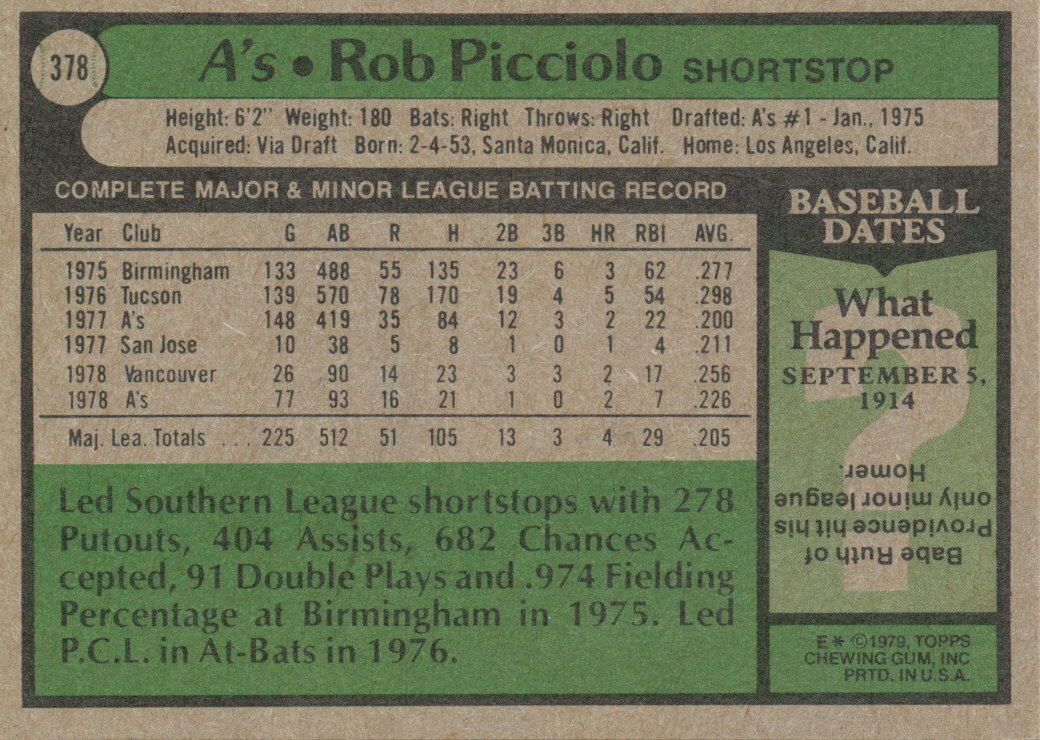 378
A's • Rob Picciolo SHORTSTOP
Height: 6'2" Weight: 180 Bats: Right Throws: Right Drafted: A's #1 - Jan., 1975
Acquired: Via Draft Born: 2-4-53, Santa Monica, Calif. Home: Los Angeles, Calif.
COMPLETE MAJOR & MINOR LEAGUE BATTING RECORD
Year Club G AB R H 2B 3B HR RBI AVG.
1975 Birmingham 133 488 55 135 23 6 3 62 .277
1976 Tucson 139 570 78 170 19 4 5 54 .298
1977 A's 148 419 35 84 12 3 2 22 .200
1977 San Jose 10 38 5 8 1 0 1 4 .211
1978 Vancouver 26 90 14 23 3 3 2 17 .256
1978 A's 77 93 16 21 1 0 2 7 .226
Maj. Lea. Totals . . . 225 512 51 105 13 3 4 29 .205
Led Southern League shortstops with 278
Putouts, 404 Assists, 682 Chances Ac-
cepted, 91 Double Plays and .974 Fielding
Percentage at Birmingham in 1975. Led
P.C.L. in At-Bats in 1976.
BASEBALL
DATES
What
Happened
SEPTEMBER 5,
1914
Babe Ruth of
Providence hit his
only minor league
Homer.
E * ©1979, TOPPS
CHEWING GUM, INC
PRTD. IN U.S.A.